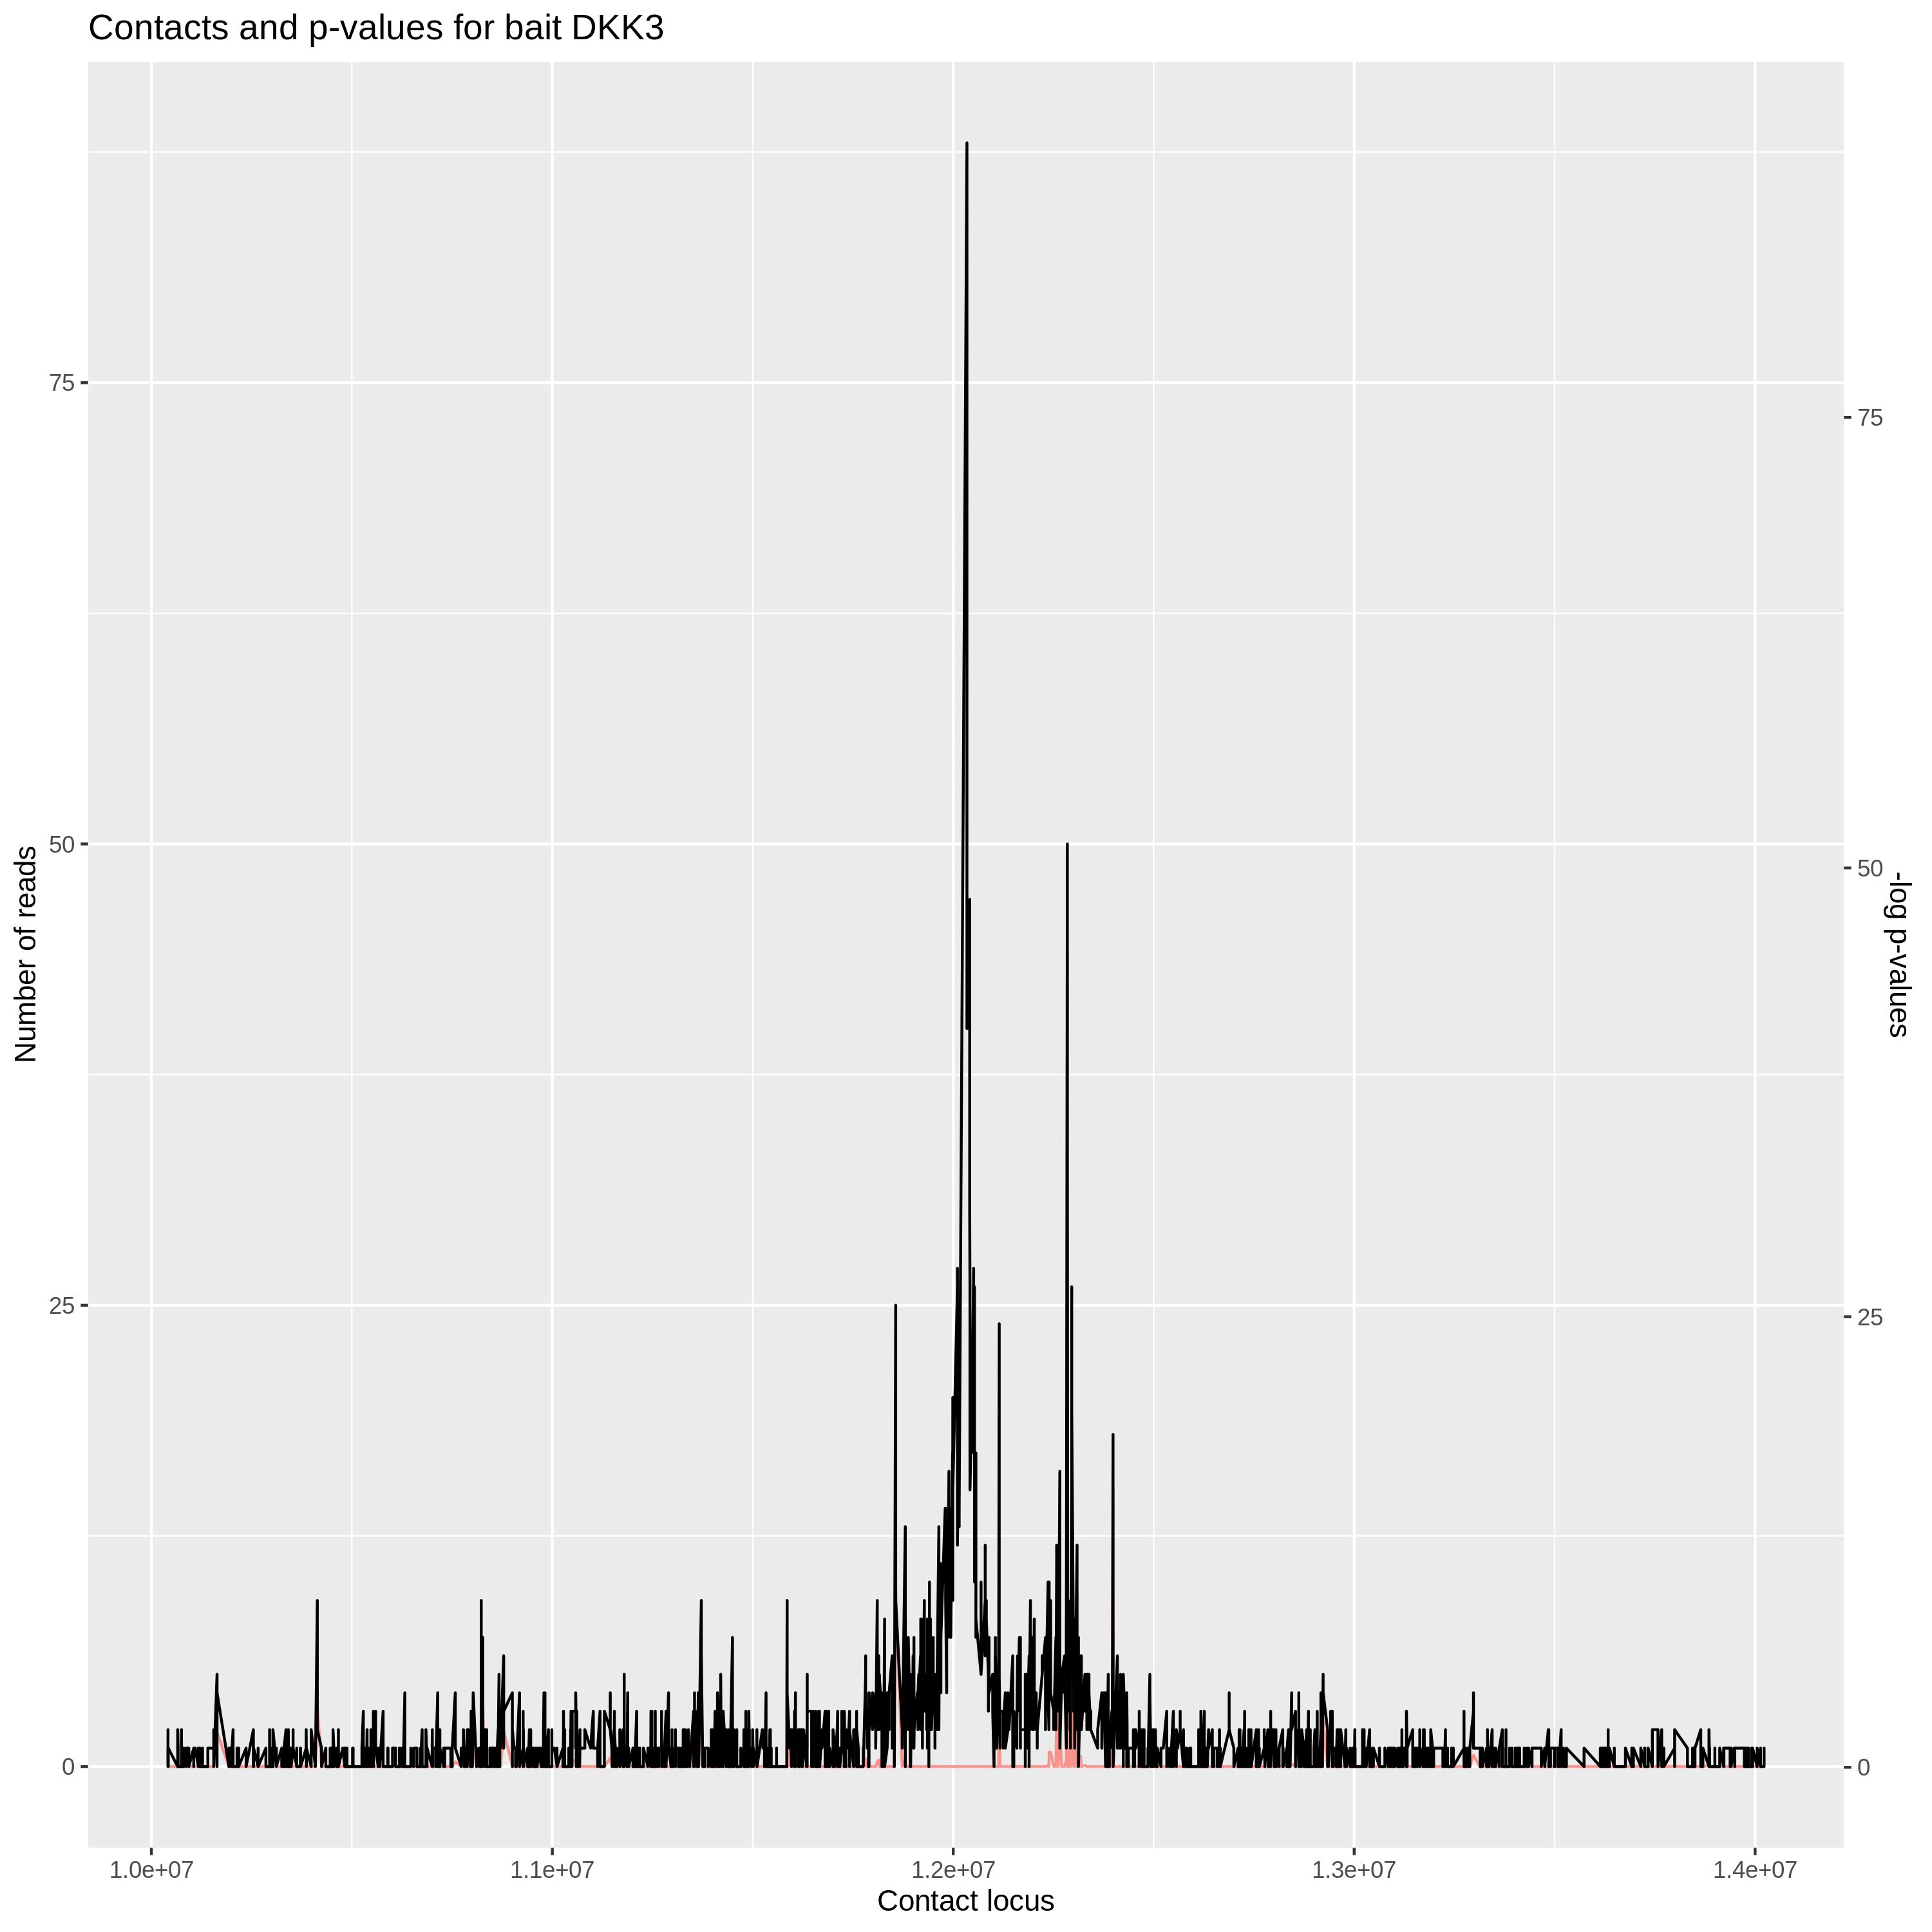 Contacts and p-values for bait DKK3
Number of reads
75
50
25
0
75
50
25
0
-log p-values
1.0e+07 1.1e+07 1.2e+07 1.3e+07 1.4e+07
Contact locus